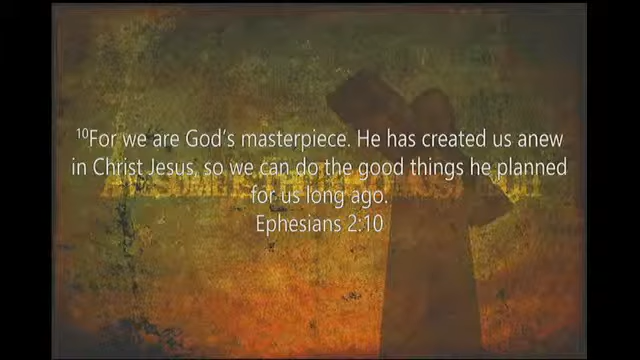 ¹⁰For we are God's masterpiece. He has created us anew
in Christ Jesus, so we can do the good things he planned
for us long ago.
Ephesians 2:10